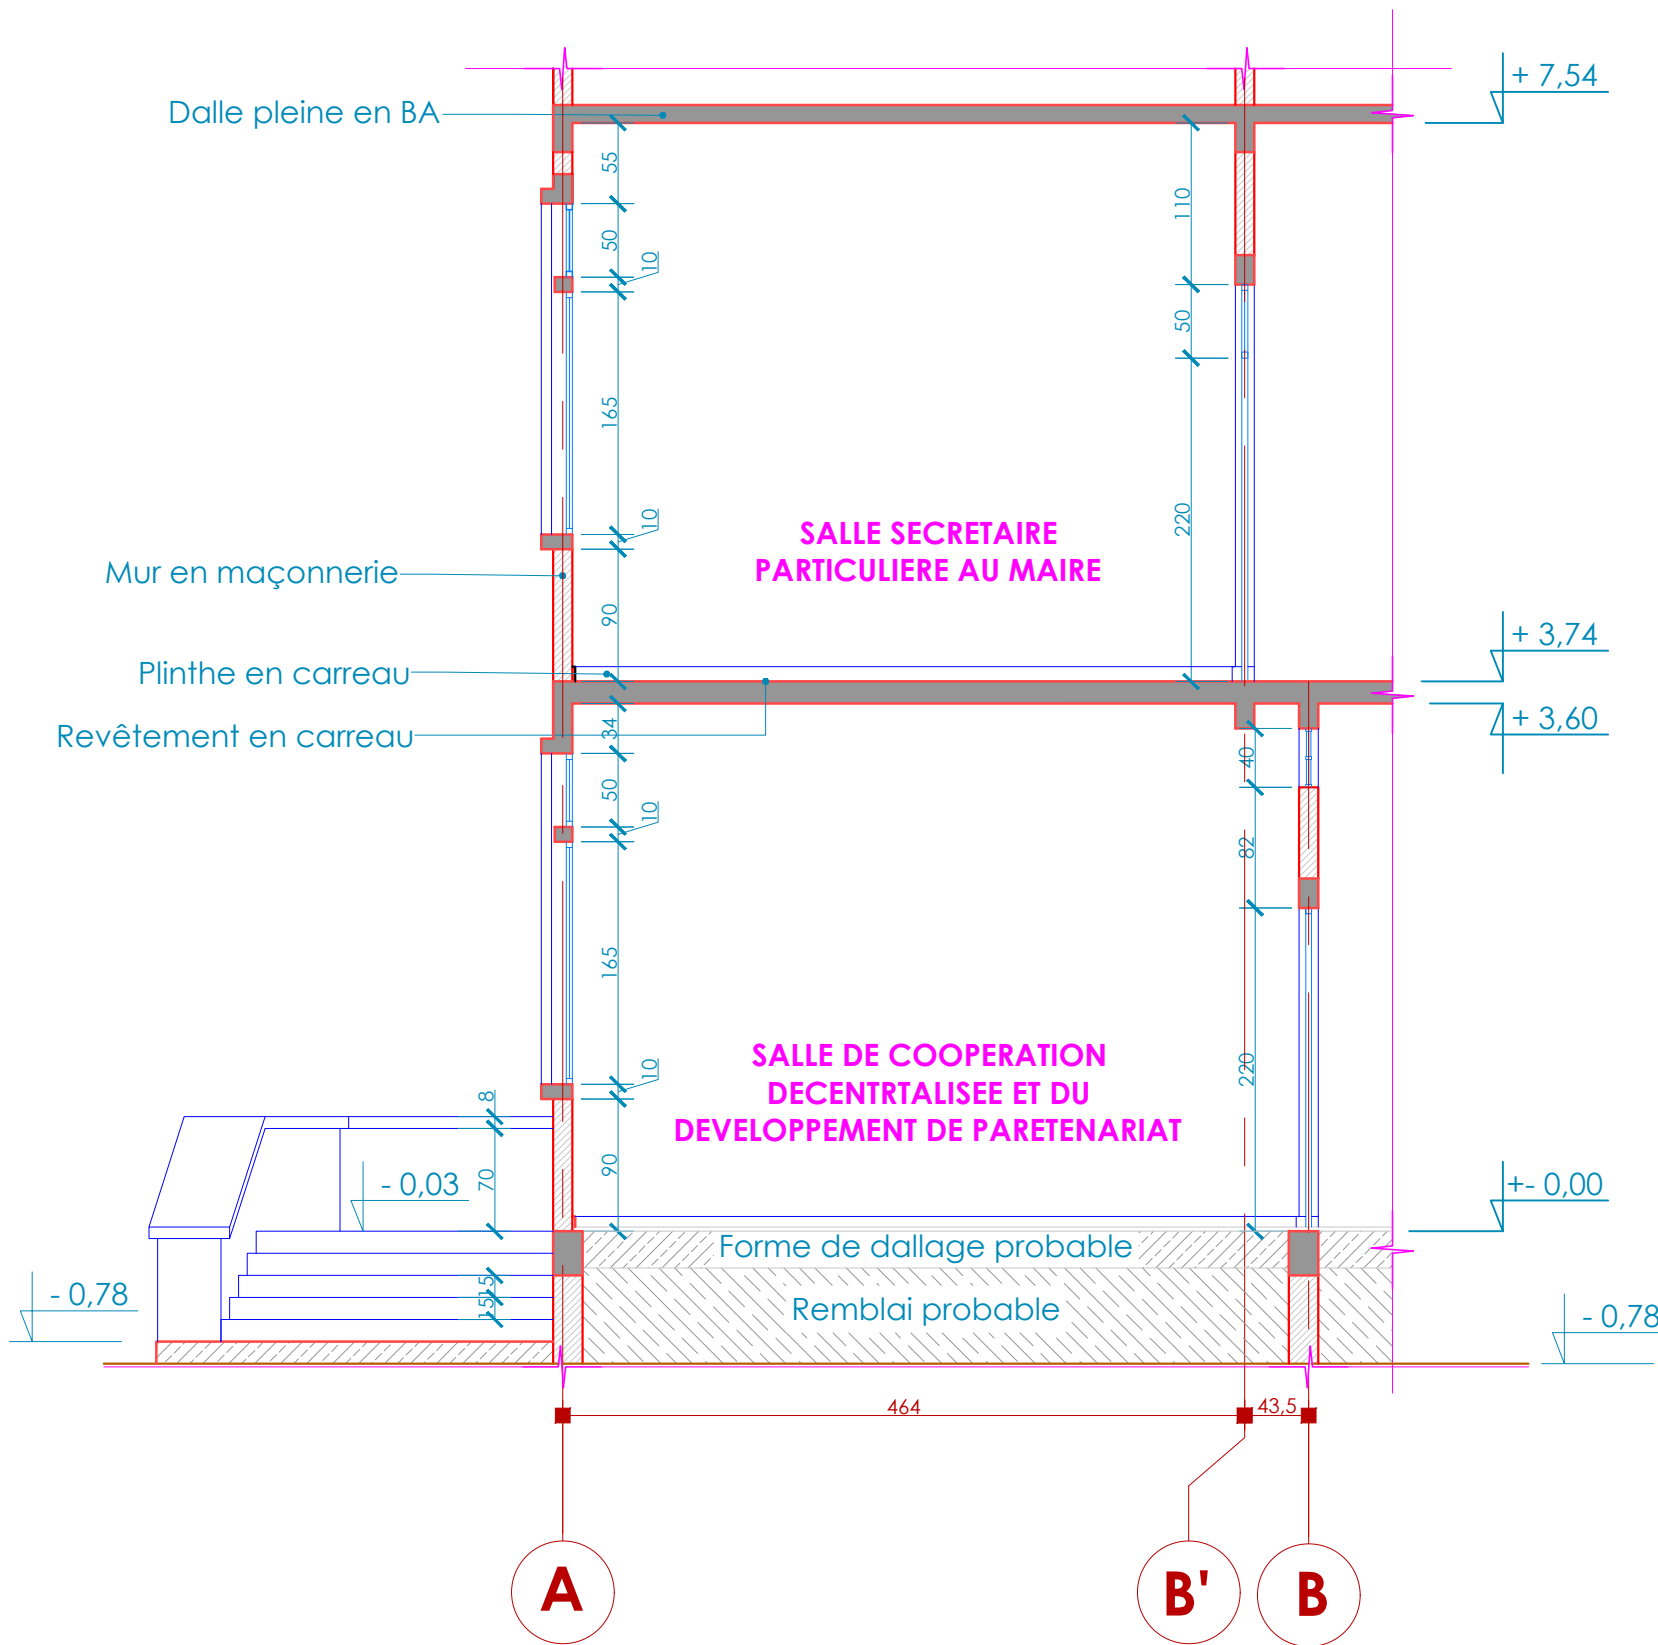 + 7,54
Dalle pleine en BA
55
110
50
10
50
165
220
10
SALLE SECRETAIRE
PARTICULIERE AU MAIRE
Mur en maçonnerie
90
+ 3,74
Plinthe en carreau
Revêtement en carreau
34
+ 3,60
40
50
10
82
165
220
10
SALLE DE COOPERATION
DECENTRTALISEE ET DU
DEVELOPPEMENT DE PARETENARIAT
8
70
90
- 0,03
+- 0,00
Forme de dallage probable
15
15
- 0,78
Remblai probable
- 0,78
464
43,5
A
B'
B